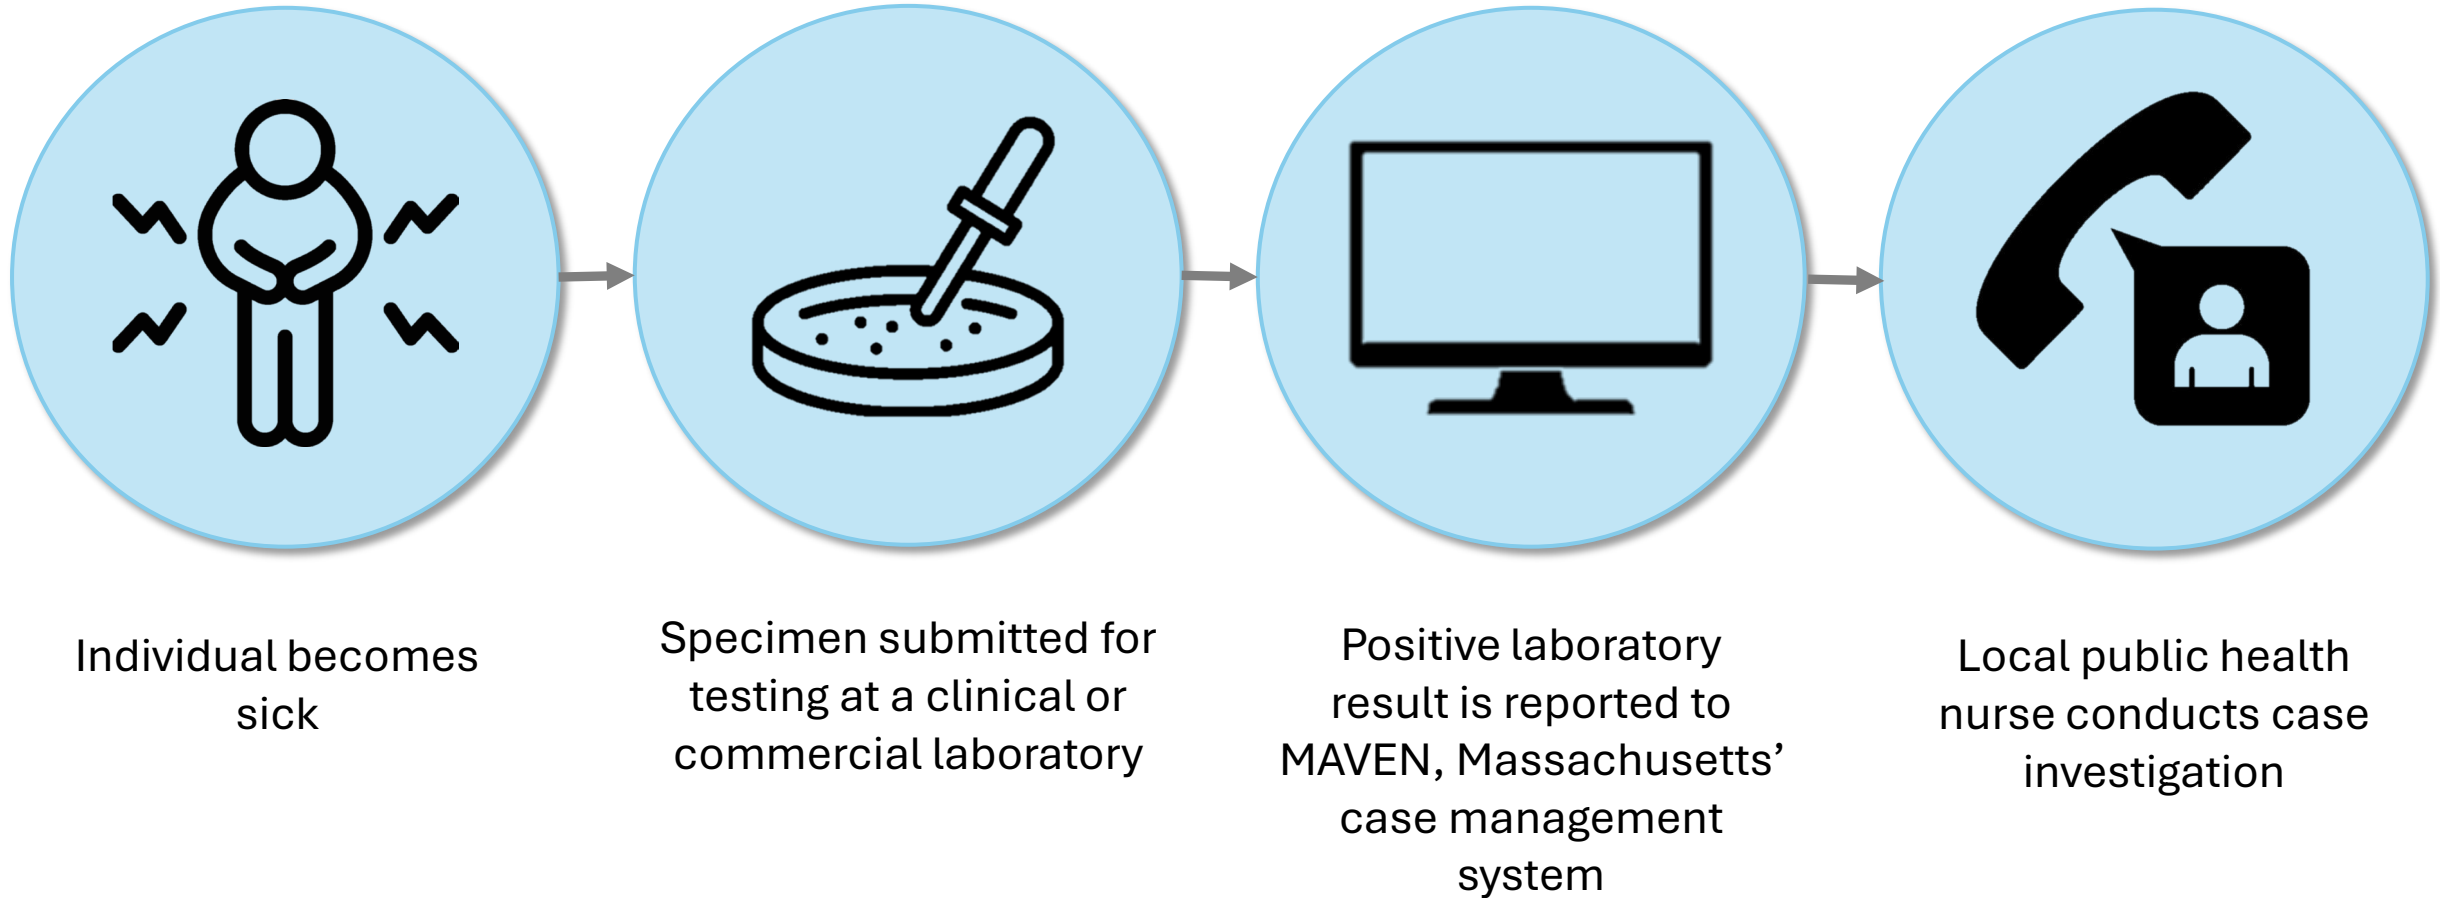 Individual becomes
sick
Specimen submitted for
testing at a clinical or
commercial laboratory
Positive laboratory
result is reported to
MAVEN, Massachusetts’
case management
system
Local public health
nurse conducts case
investigation